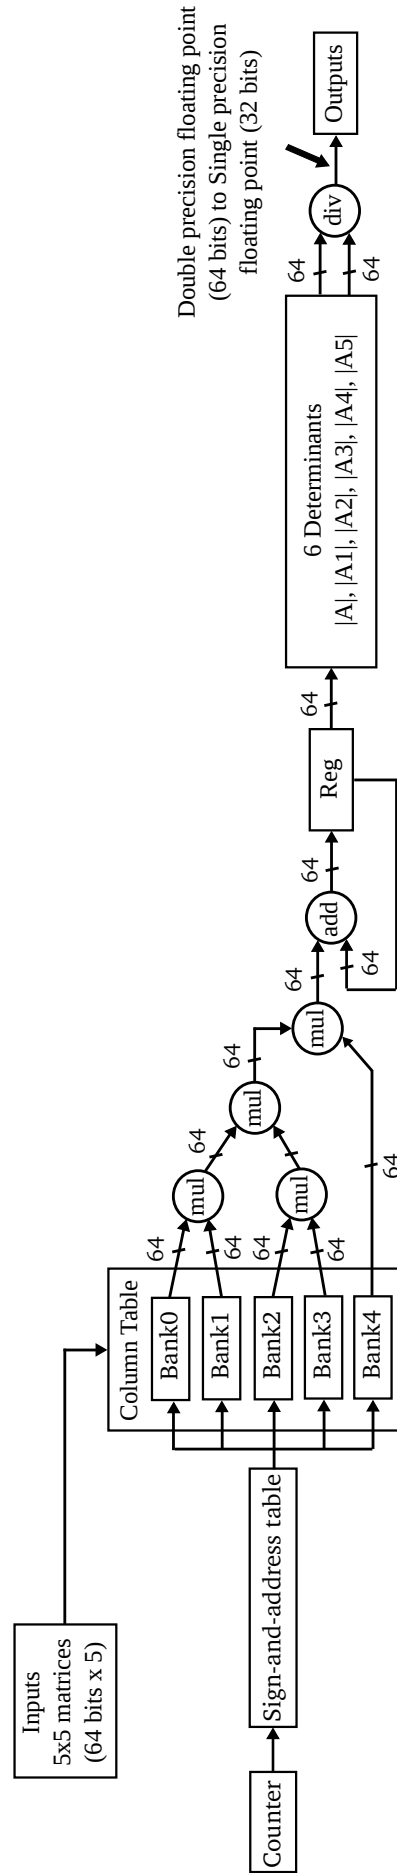 Inputs
5x5 matrices
(64 bits x 5)
Counter
Sign-and-address table
Column Table
Bank0
Bank1
Bank2
Bank3
Bank4
64
64
64
64
64
mul
mul
64
mul
64
mul
64
64
add
64
Reg
64
6 Determinants
|A|, |A1|, |A2|, |A3|, |A4|, |A5|
64
64
div
Double precision floating point
(64 bits) to Single precision
floating point (32 bits)
Outputs